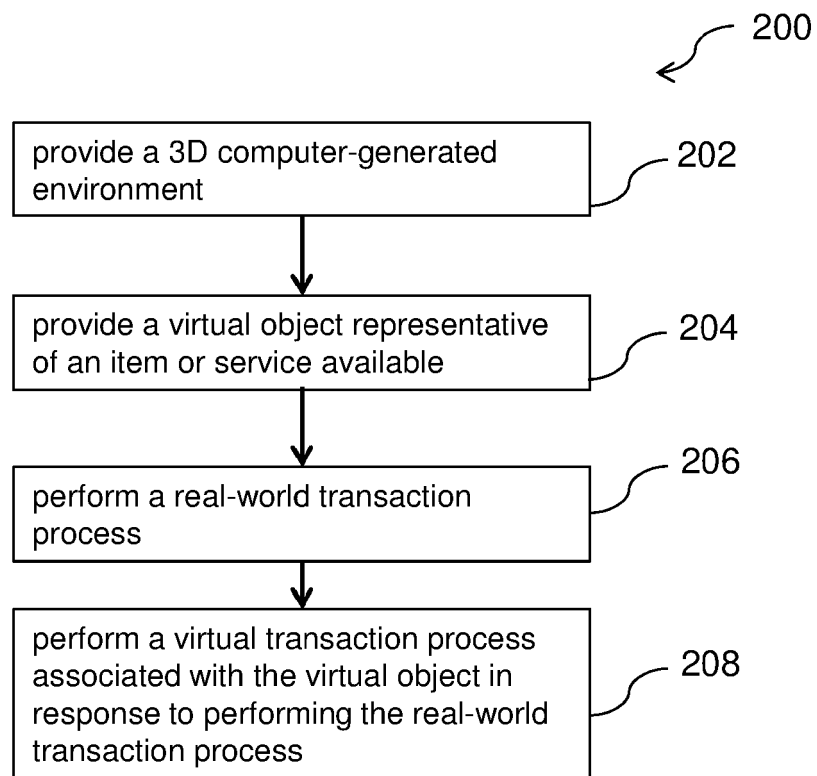 200
provide a 3D computer-generated
environment
202
provide a virtual object representative
of an item or service available
204
perform a real-world transaction
process
206
perform a virtual transaction process
associated with the virtual object in
response to performing the real-world
transaction process
208